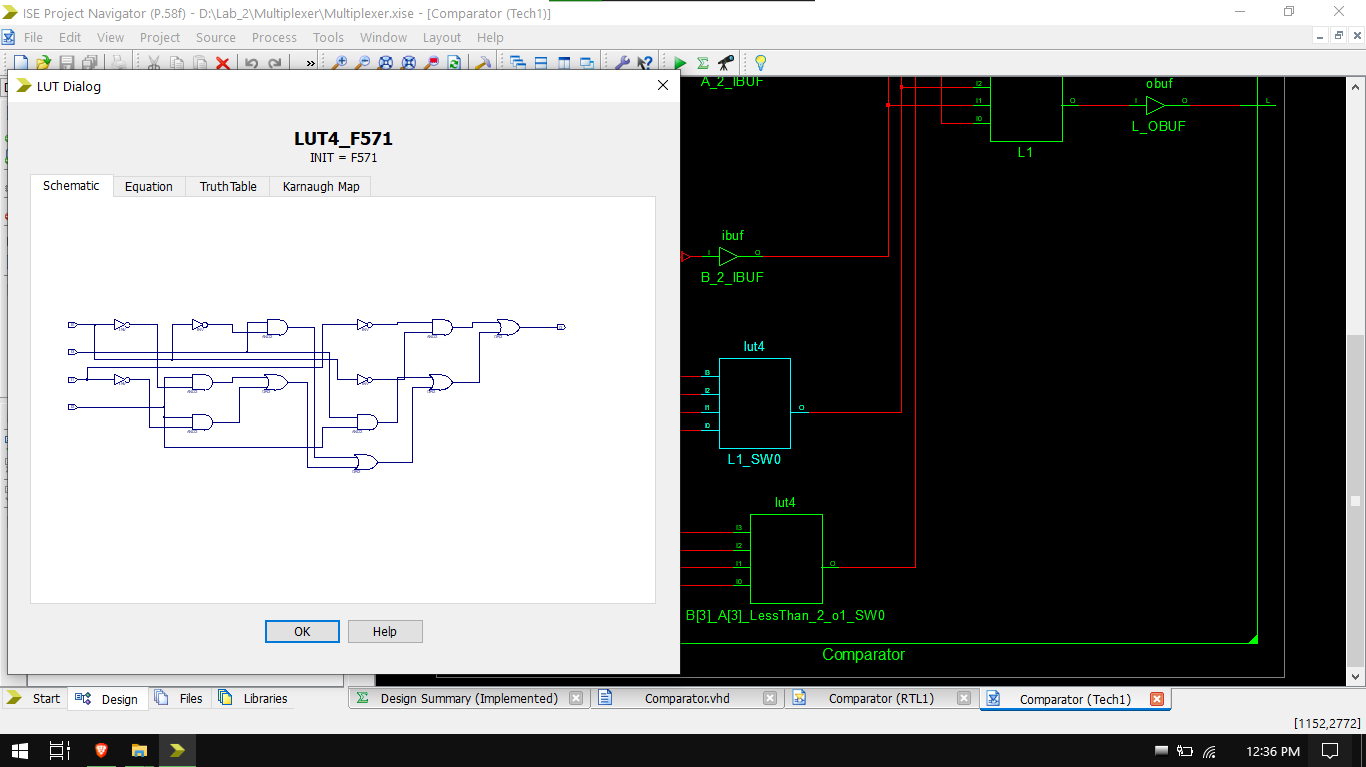 ISE Project Navigator (P.58f) - D:\Lab_2\Multiplexer\Multiplexer.xise - [Comparator (Tech1)]
File Edit View Project Source Process Tools Window Layout Help
»
LUT Dialog
LUT4_F571
INIT = F571
Schematic Equation TruthTable Karnaugh Map
OK Help
A_2_IBUF
I2
I1
I0
O
L1
obuf
I O
L
L_OBUF
ibuf
I O
B_2_IBUF
lut4
I2
I0
O
L1_SW0
lut4
I3
I2
I1
I0
O
B[3]_A[3]_LessThan_2_o1_SW0
Comparator
Start Design Files Libraries
Design Summary (Implemented) Comparator.vhd Comparator (RTL1) Comparator (Tech1)
[1152,2772]
12:36 PM